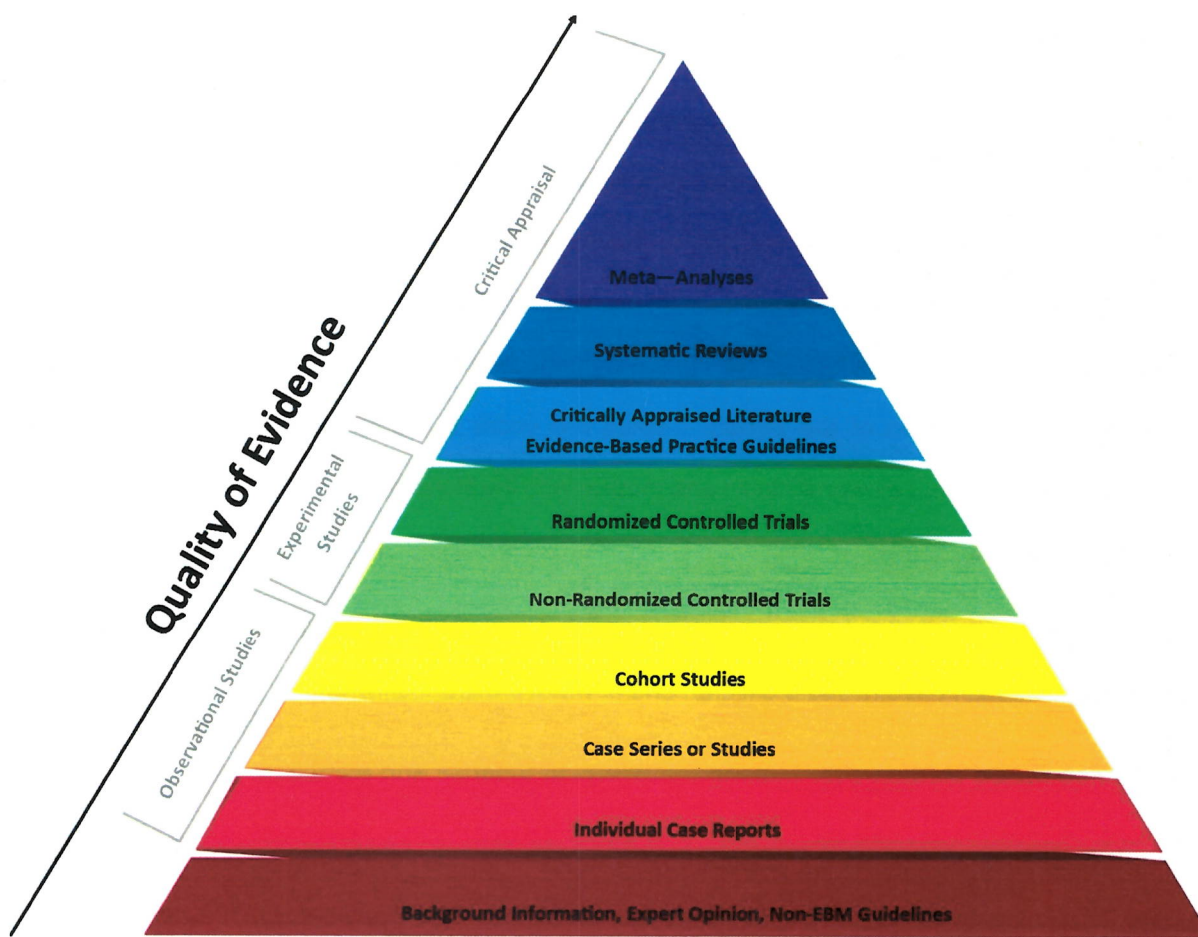 Quality of Evidence
Critical Appraisal
Experimental
Studies
Observational Studies
Meta—Analyses
Systematic Reviews
Critically Appraised Literature
Evidence-Based Practice Guidelines
Randomized Controlled Trials
Non-Randomized Controlled Trials
Cohort Studies
Case Series or Studies
Individual Case Reports
Background Information, Expert Opinion, Non-EBM Guidelines